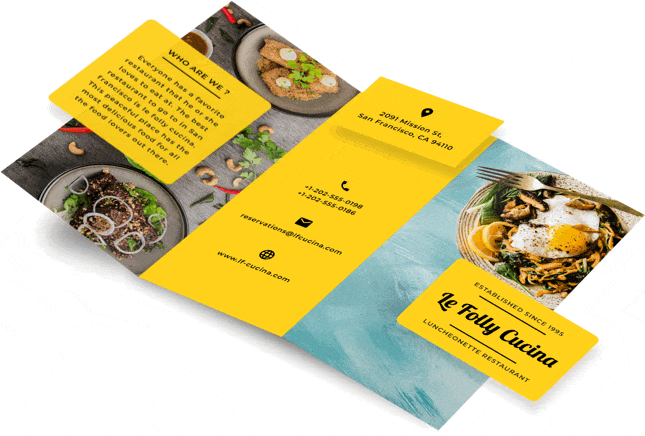 WHO ARE WE ?
Everyone has a favorite
restaurant that he or she
loves to eat at. The best
restaurant to go to in San
Francisco is le folly cucina.
This peaceful place has the
most delicious food for all
the food lovers out there.
2091 Mission St,
San Francisco, CA 94110
+1-202-555-0198
+1-202-555-0186
reservations@lfcucina.com
www.lf-cucina.com
ESTABLISHED SINCE 1995
Le Folly Cucina
LUNCHEONETTE RESTAURANT